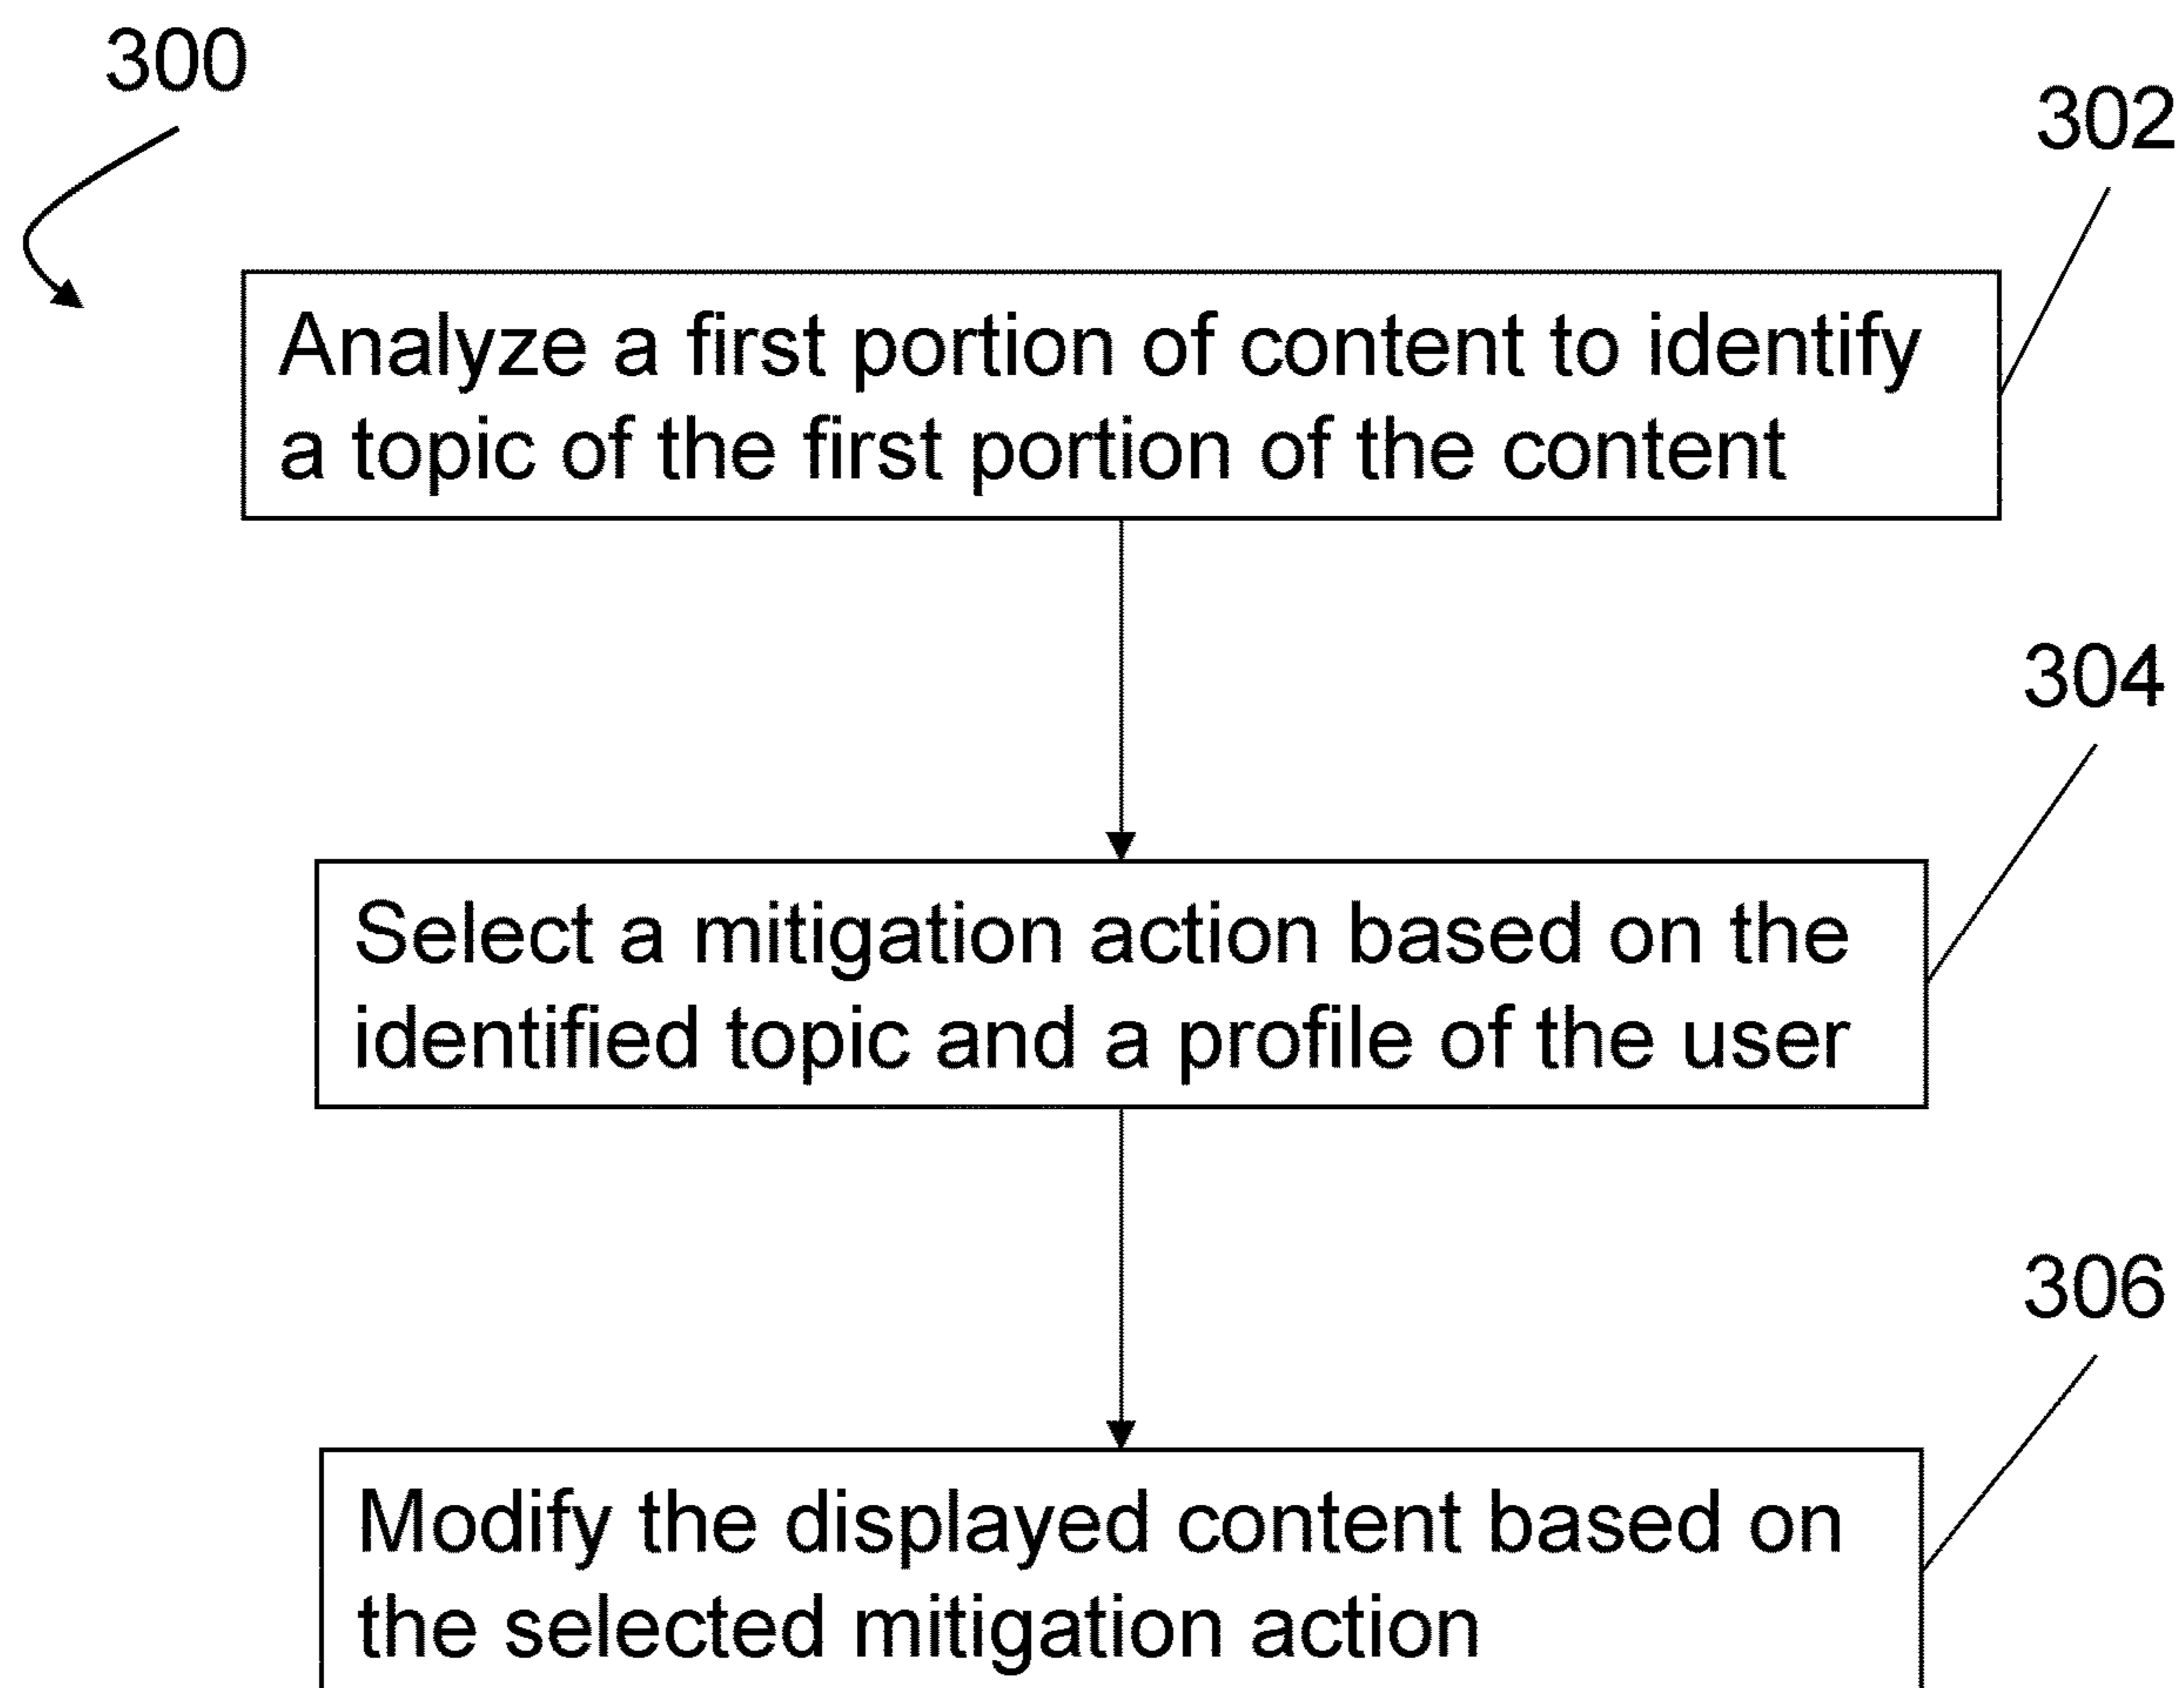 300
302
Analyze a first portion of content to identify
a topic of the first portion of the content
304
Select a mitigation action based on the
identified topic and a profile of the user
306
Modify the displayed content based on
the selected mitigation action